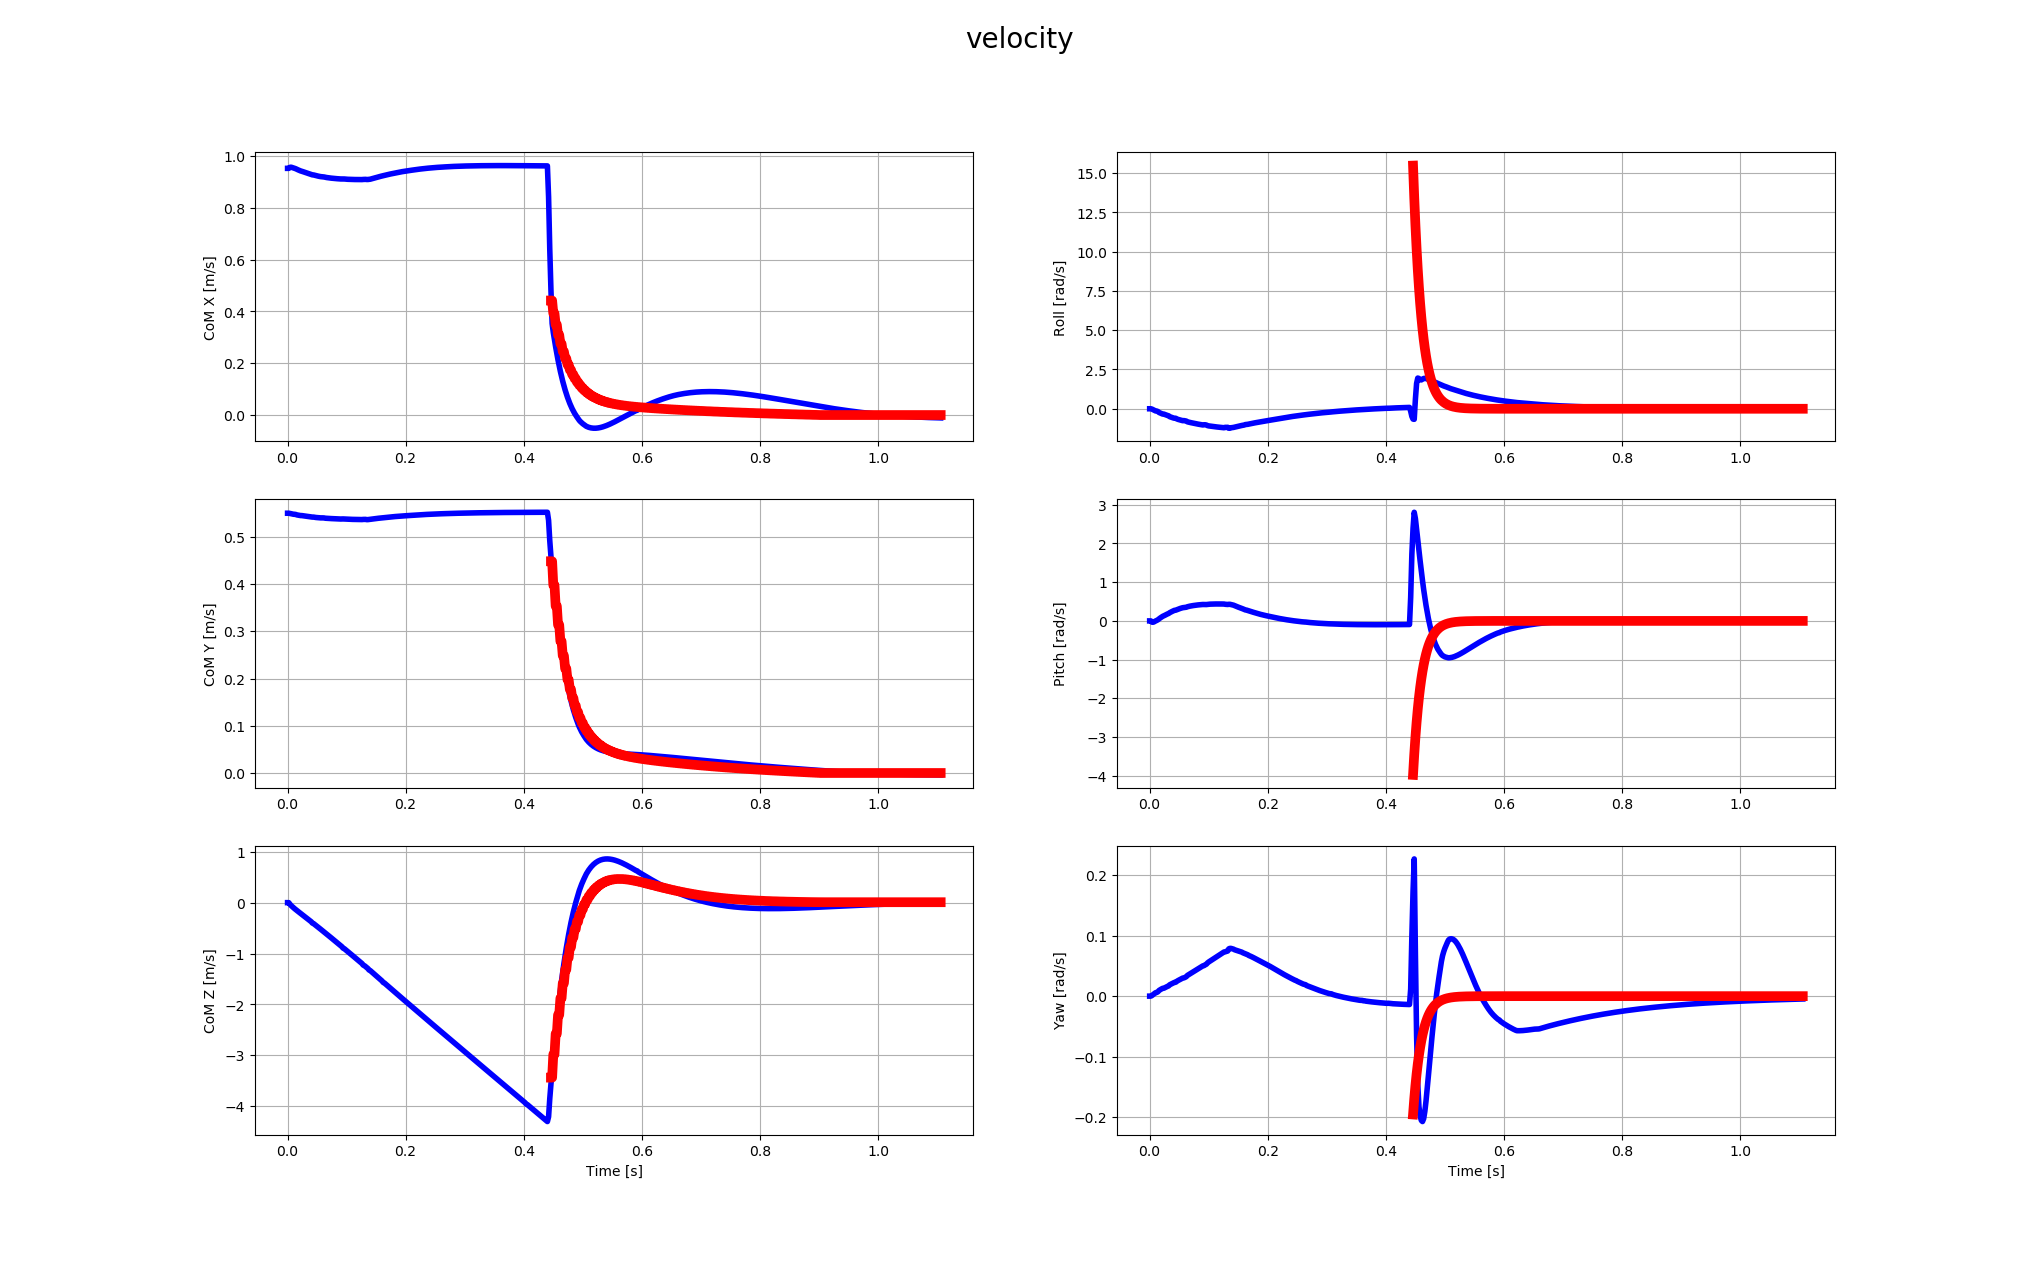 velocity
CoM X [m/s]
1.0
0.8
0.6
0.4
0.2
0.0
0.0 0.2 0.4 0.6 0.8 1.0
Roll [rad/s]
15.0
12.5
10.0
7.5
5.0
2.5
0.0
0.0 0.2 0.4 0.6 0.8 1.0
CoM Y [m/s]
0.5
0.4
0.3
0.2
0.1
0.0
0.0 0.2 0.4 0.6 0.8 1.0
Pitch [rad/s]
3
2
1
0
−1
−2
−3
−4
0.0 0.2 0.4 0.6 0.8 1.0
CoM Z [m/s]
1
0
−1
−2
−3
−4
0.0 0.2 0.4 0.6 0.8 1.0
Time [s]
Yaw [rad/s]
0.2
0.1
0.0
−0.1
−0.2
0.0 0.2 0.4 0.6 0.8 1.0
Time [s]